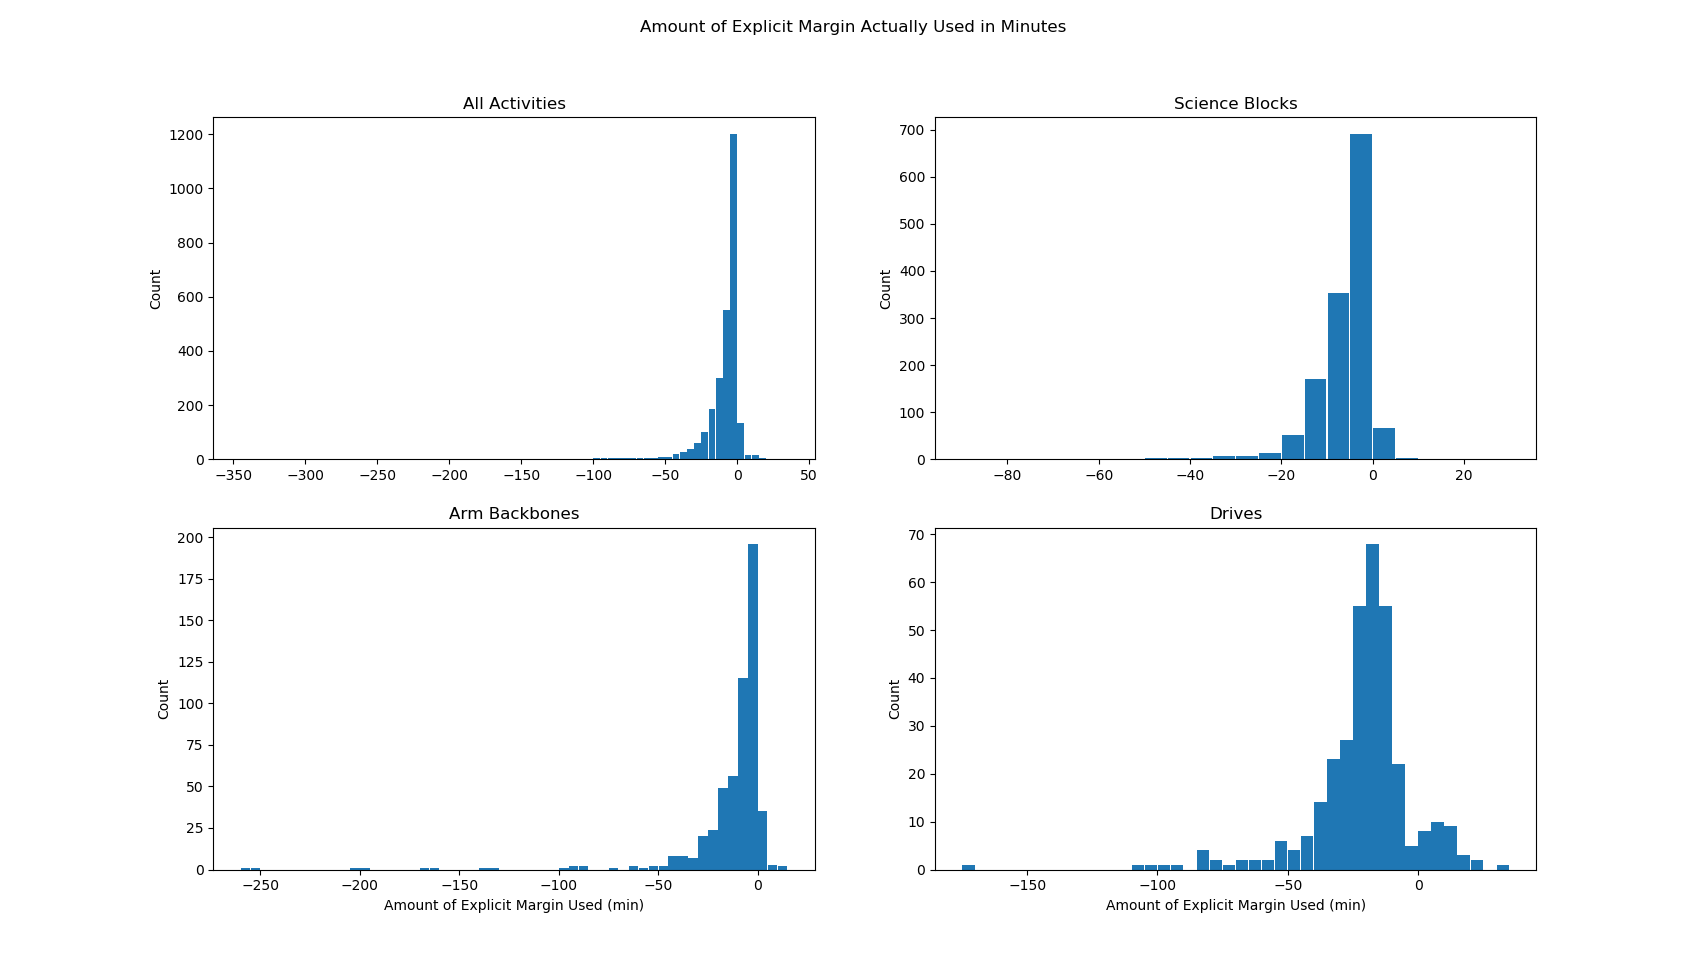 Amount of Explicit Margin Actually Used in Minutes
All Activities
Count
1200
1000
800
600
400
200
0
−350 −300 −250 −200 −150 −100 −50 0 50
Science Blocks
Count
700
600
500
400
300
200
100
0
−80 −60 −40 −20 0 20
Arm Backbones
Count
200
175
150
125
100
75
50
25
0
−250 −200 −150 −100 −50 0
Amount of Explicit Margin Used (min)
Drives
Count
70
60
50
40
30
20
10
0
−150 −100 −50 0
Amount of Explicit Margin Used (min)